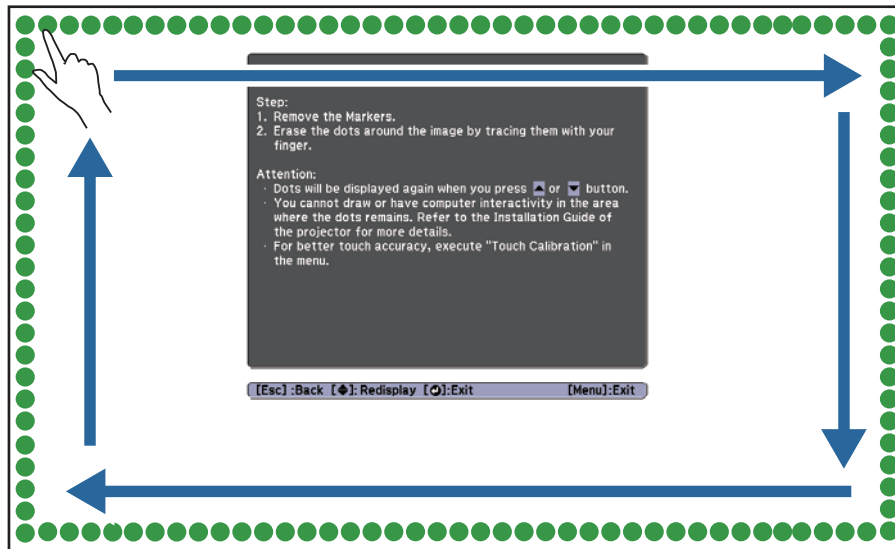 Step:
1. Remove the Markers.
2. Erase the dots around the image by tracing them with your
finger.
Attention:
· Dots will be displayed again when you press ▲ or ▼ button.
· You cannot draw or have computer interactivity in the area
where the dots remains. Refer to the Installation Guide of
the projector for more details.
· For better touch accuracy, execute "Touch Calibration" in
the menu.
[Esc] :Back [◆]: Redisplay [⏎]:Exit [Menu]:Exit